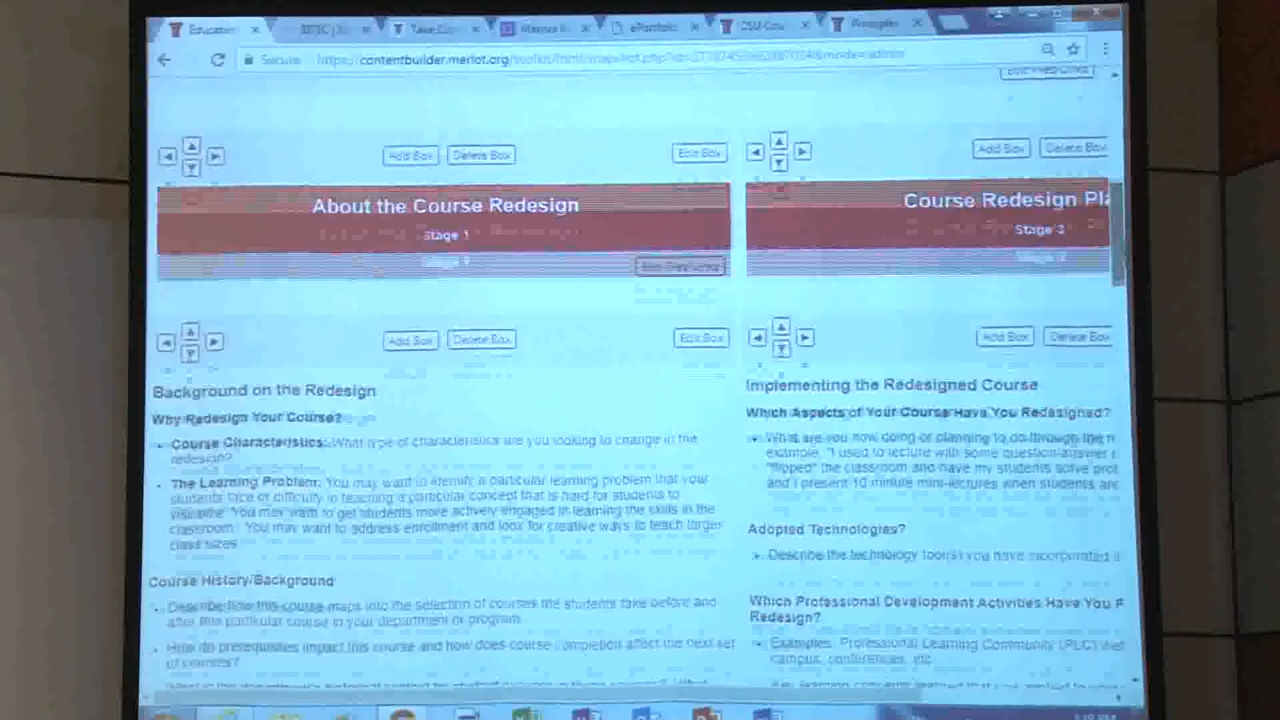 Secure
contentbuilder.merlot.org
Add Box
Delete Box
Edit Box
Add Box
Delete Box
About the Course Redesign
Stage 1
Course Redesign Pla
Stage
Add Box
Delete Box
Edit Box
Add Box
Delete Box
Background on the Redesign
Why Redesign Your Course?
Course Characteristics: What type of characteristics are you looking to change in the
redesign?
The Learning Problem: You may want to identify a particular learning problem that your
students face or difficulty in teaching a particular concept that is hard for students to
visualize. You may want to get students more actively engaged in learning the skills in the
classroom. You may want to address enrollment and look for creative ways to teach larger
class sizes.
Course History/Background
Describe how this course maps into the selection of courses the students take before and
after this particular course in your department or program.
How do prerequisites impact this course and how does course completion affect the next set
of courses?
Implementing the Redesigned Course
Which Aspects of Your Course Have You Redesigned?
What are you now doing or planning to do through the
example, "I used to lecture with some question/answer
"flipped" the classroom and have my students solve
and I present 10 minute mini-lectures when students are
Adopted Technologies?
Describe the technology tool(s) you have incorporated
Which Professional Development Activities Have You
Redesign?
Examples: Professional Learning Community (PLC)
campus, conferences, etc